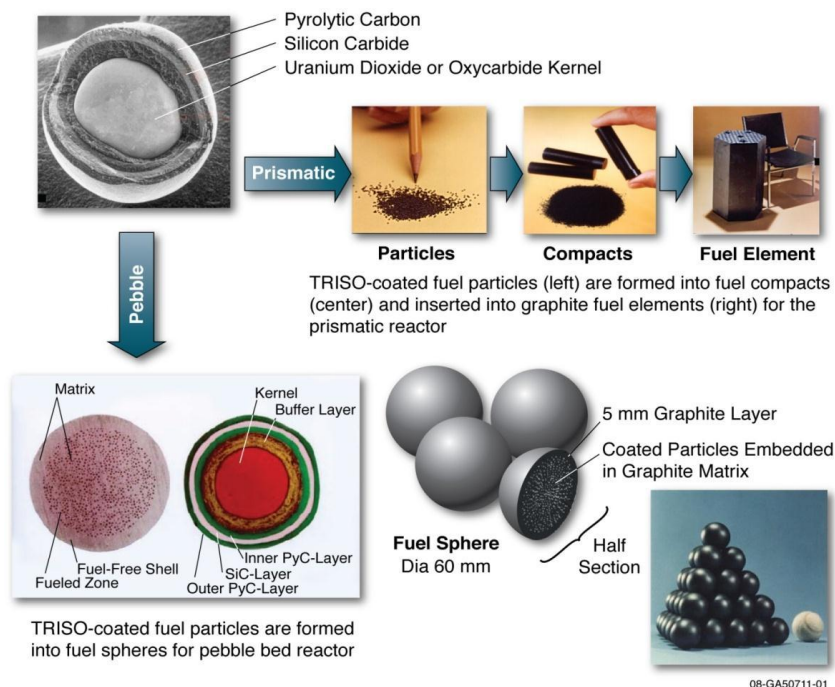 Pyrolytic Carbon
Silicon Carbide
Uranium Dioxide or Oxycarbide Kernel
Prismatic
Particles
Compacts
Fuel Element
TRISO-coated fuel particles (left) are formed into fuel compacts
(center) and inserted into graphite fuel elements (right) for the
prismatic reactor
Pebble
Matrix
Kernel
Buffer Layer
Fuel-Free Shell
Fueled Zone
Inner PyC-Layer
SiC-Layer
Outer PyC-Layer
TRISO-coated fuel particles are formed
into fuel spheres for pebble bed reactor
5 mm Graphite Layer
Coated Particles Embedded
in Graphite Matrix
Fuel Sphere
Dia 60 mm
Half
Section
08-GA50711-01